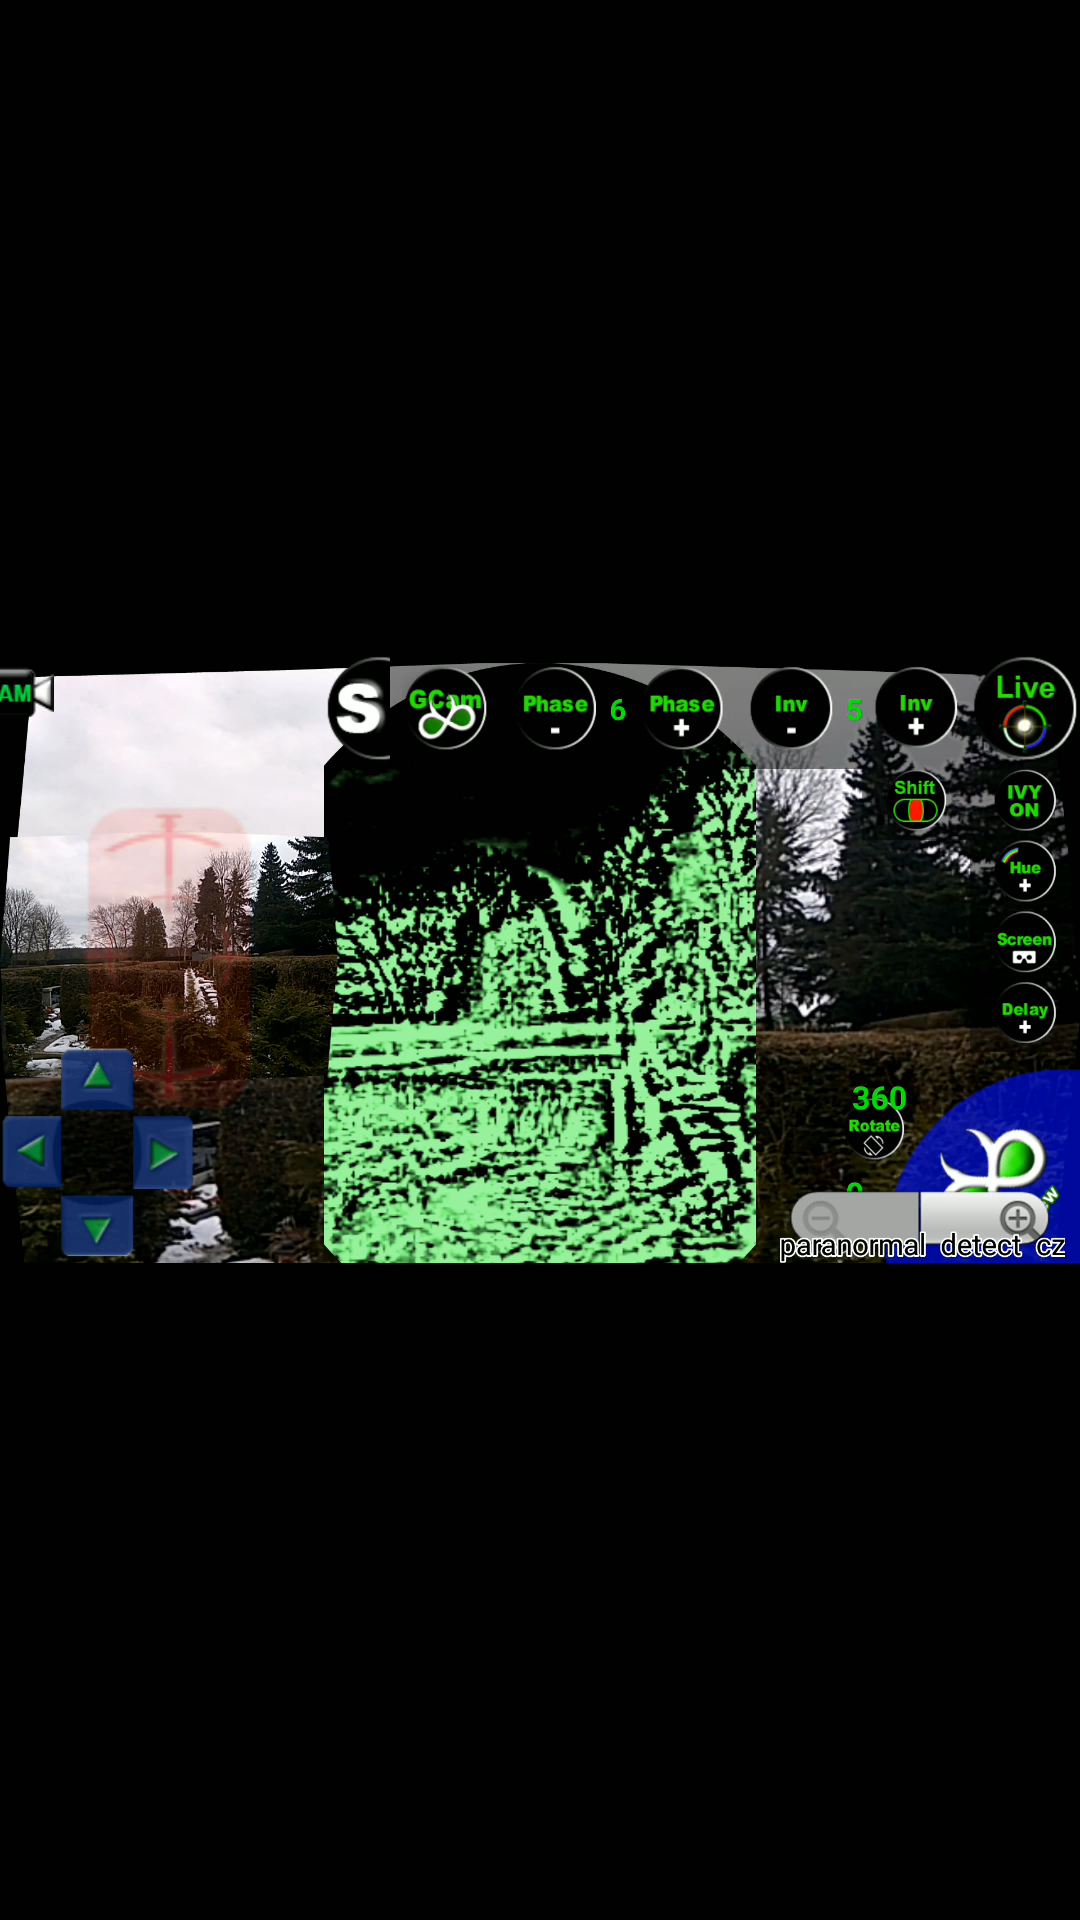 AM
S
GCam
Phase
-
6
Phase
+
Inv
-
5
Inv
+
Live
Shift
IVY
ON
Hue
+
Screen
Delay
+
360
Rotate
paranormal detect cz